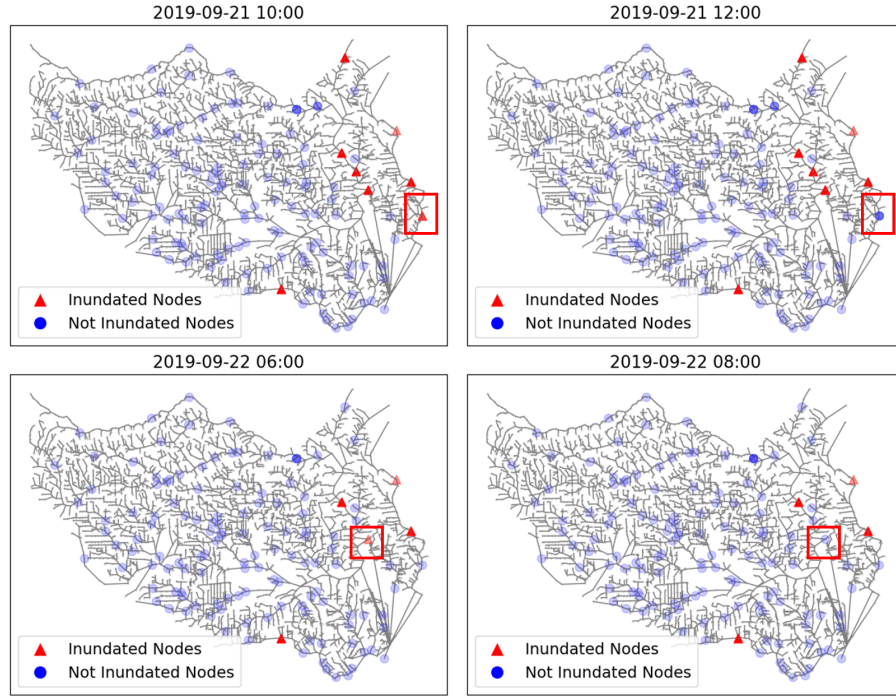 2019-09-21 10:00
2019-09-21 12:00
Inundated Nodes
Not Inundated Nodes
Inundated Nodes
Not Inundated Nodes
2019-09-22 06:00
2019-09-22 08:00
Inundated Nodes
Not Inundated Nodes
Inundated Nodes
Not Inundated Nodes